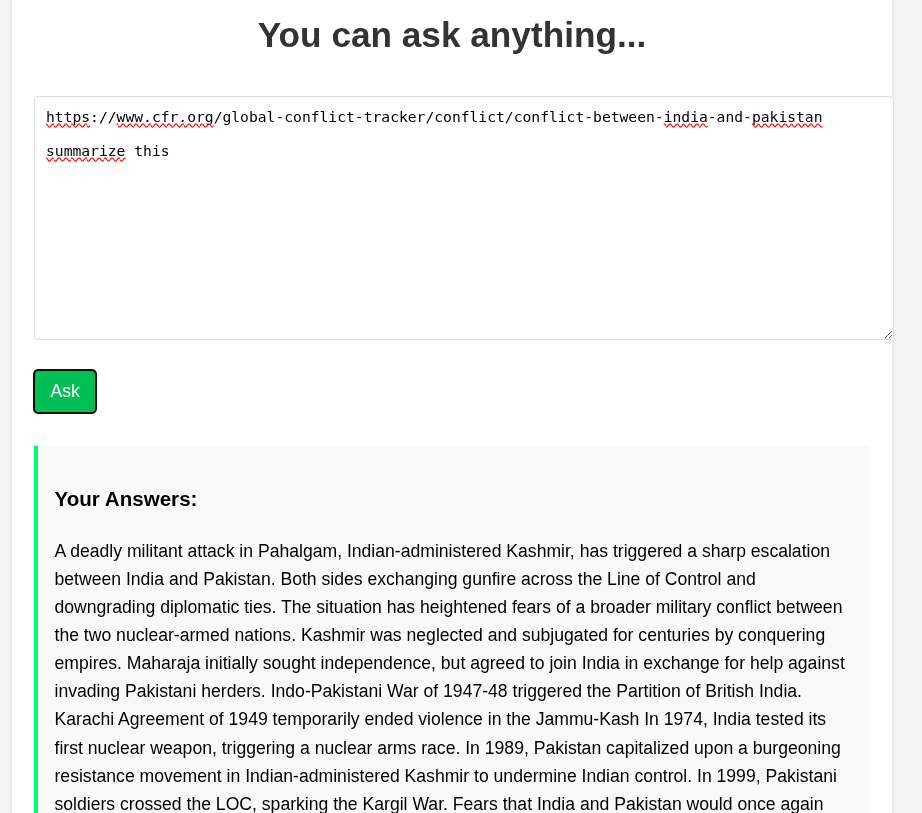 You can ask anything...
https://www.cfr.org/global-conflict-tracker/conflict/conflict-between-india-and-pakistan
summarize this
Ask
Your Answers:
A deadly militant attack in Pahalgam, Indian-administered Kashmir, has triggered a sharp escalation
between India and Pakistan. Both sides exchanging gunfire across the Line of Control and
downgrading diplomatic ties. The situation has heightened fears of a broader military conflict between
the two nuclear-armed nations. Kashmir was neglected and subjugated for centuries by conquering
empires. Maharaja initially sought independence, but agreed to join India in exchange for help against
invading Pakistani herders. Indo-Pakistani War of 1947-48 triggered the Partition of British India.
Karachi Agreement of 1949 temporarily ended violence in the Jammu-Kash In 1974, India tested its
first nuclear weapon, triggering a nuclear arms race. In 1989, Pakistan capitalized upon a burgeoning
resistance movement in Indian-administered Kashmir to undermine Indian control. In 1999, Pakistani
soldiers crossed the LOC, sparking the Kargil War. Fears that India and Pakistan would once again